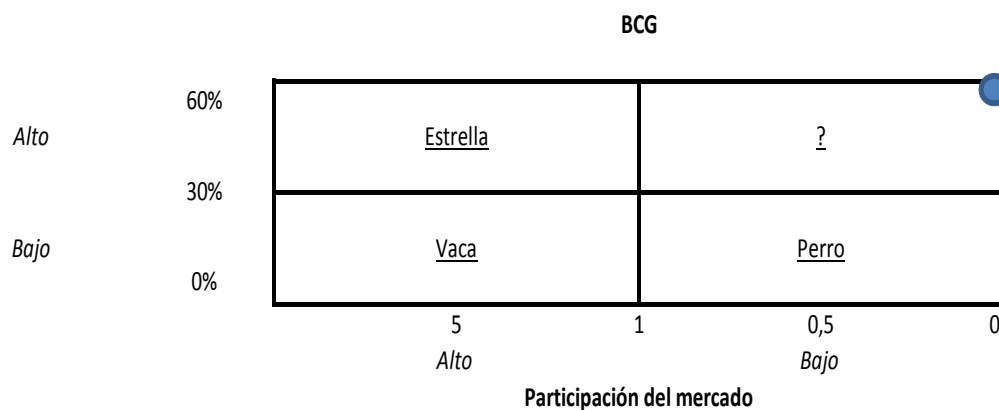 BCG
60%
Alto
Estrella
?
30%
Bajo
Vaca
Perro
0%
5
1
0,5
0
Alto
Bajo
Participación del mercado